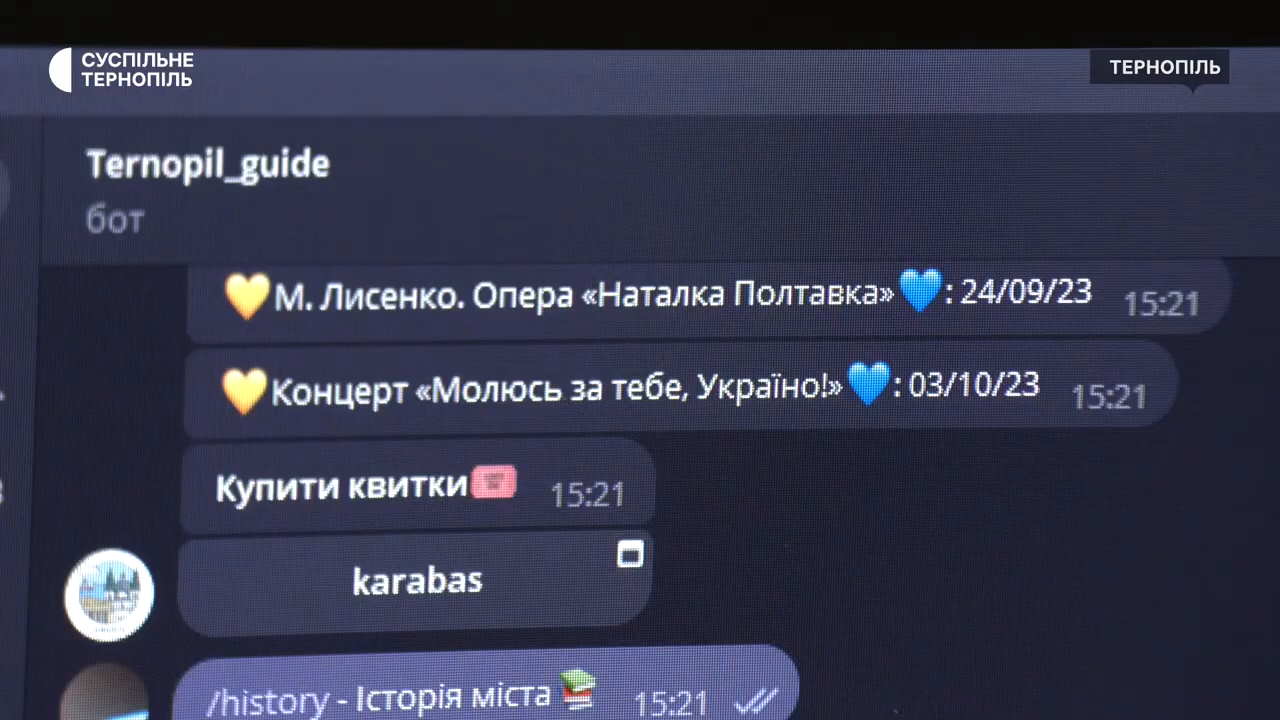 СУСПІЛЬНЕ
ТЕРНОПІЛЬ
ТЕРНОПІЛЬ
Ternopil_guide
бот
💛М. Лисенко. Опера «Наталка Полтавка»💙: 24/09/23 15:21
💛Концерт «Молюсь за тебе, Україно!»💙: 03/10/23 15:21
Купити квитки🎟 15:21
karabas
/history - Історія міста 📚 15:21